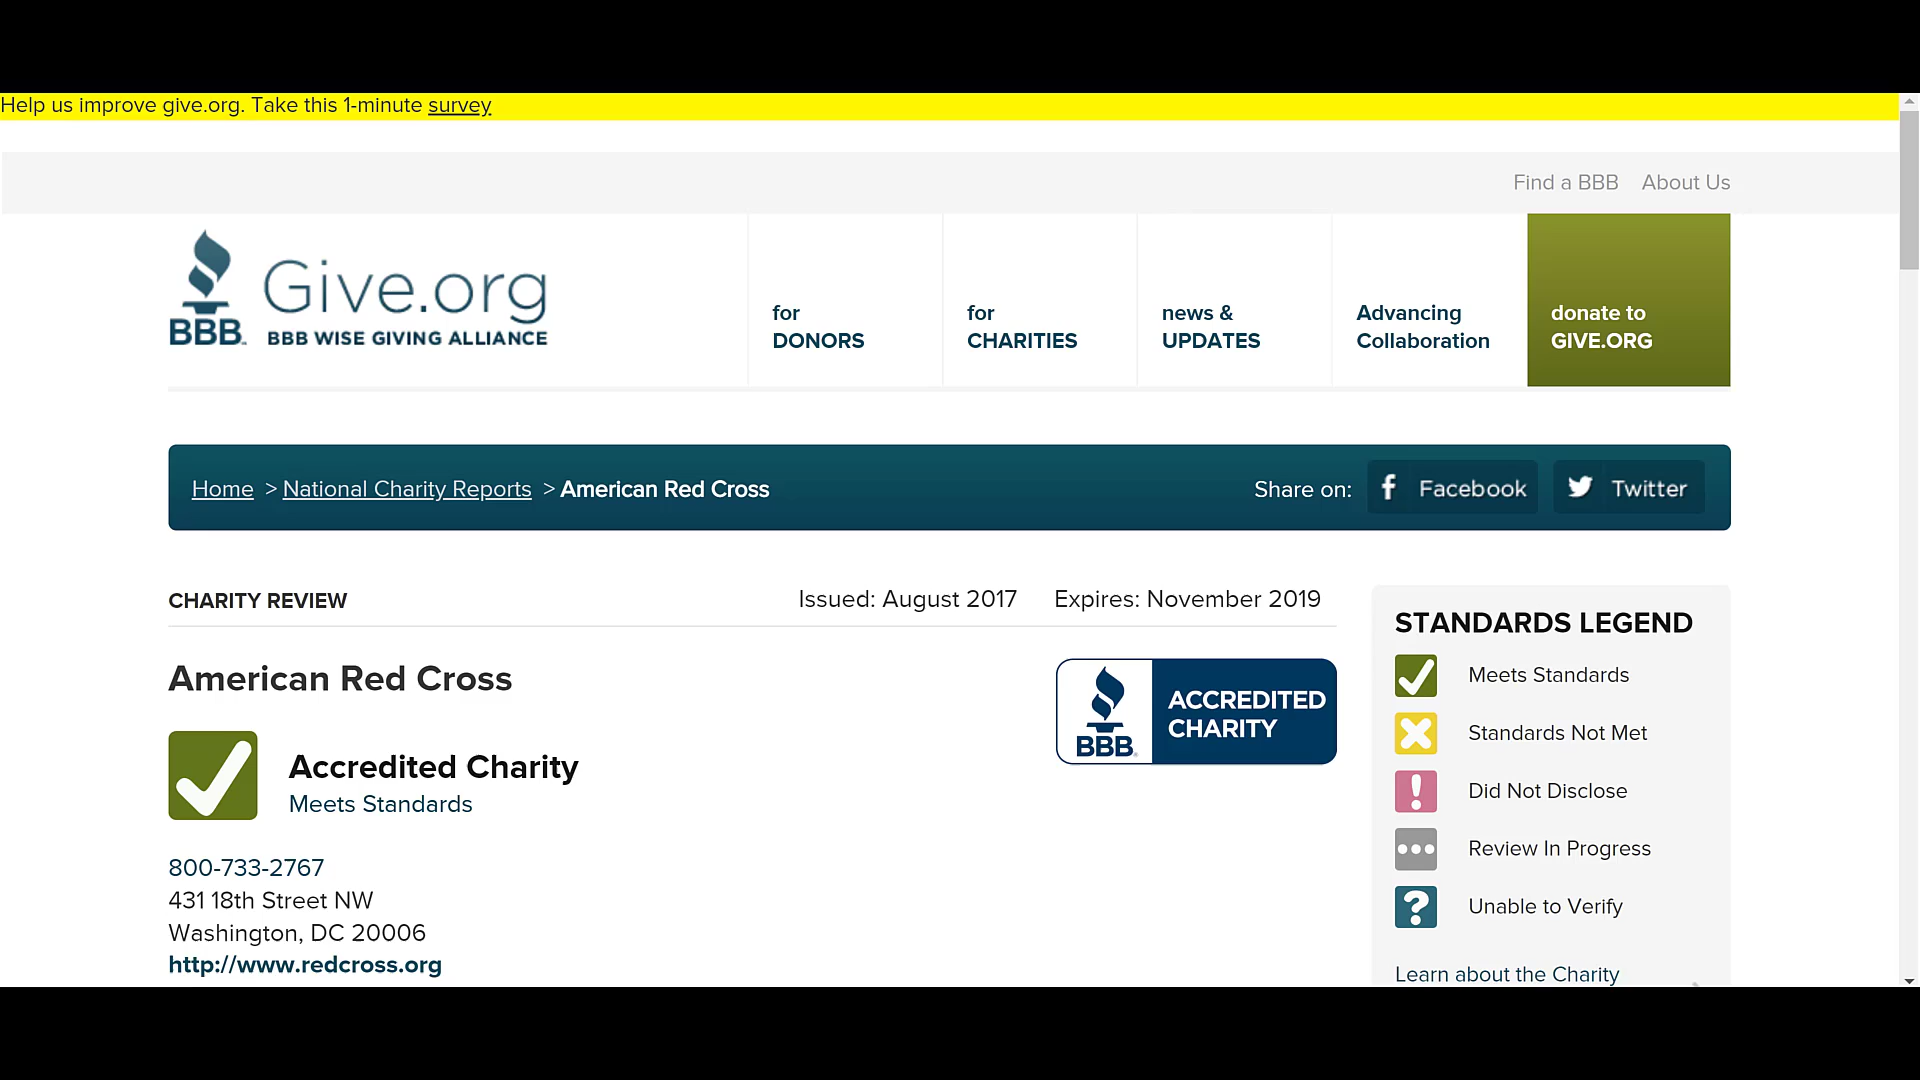 Help us improve give.org. Take this 1-minute survey
Find a BBB About Us
BBB Give.org
BBB WISE GIVING ALLIANCE
for
DONORS
for
CHARITIES
news &
UPDATES
Advancing
Collaboration
donate to
GIVE.ORG
Home > National Charity Reports > American Red Cross
Share on: Facebook Twitter
CHARITY REVIEW Issued: August 2017 Expires: November 2019
American Red Cross
BBB. ACCREDITED
CHARITY
Accredited Charity
Meets Standards
800-733-2767
431 18th Street NW
Washington, DC 20006
http://www.redcross.org
STANDARDS LEGEND
Meets Standards
Standards Not Met
Did Not Disclose
Review In Progress
Unable to Verify
Learn about the Charity